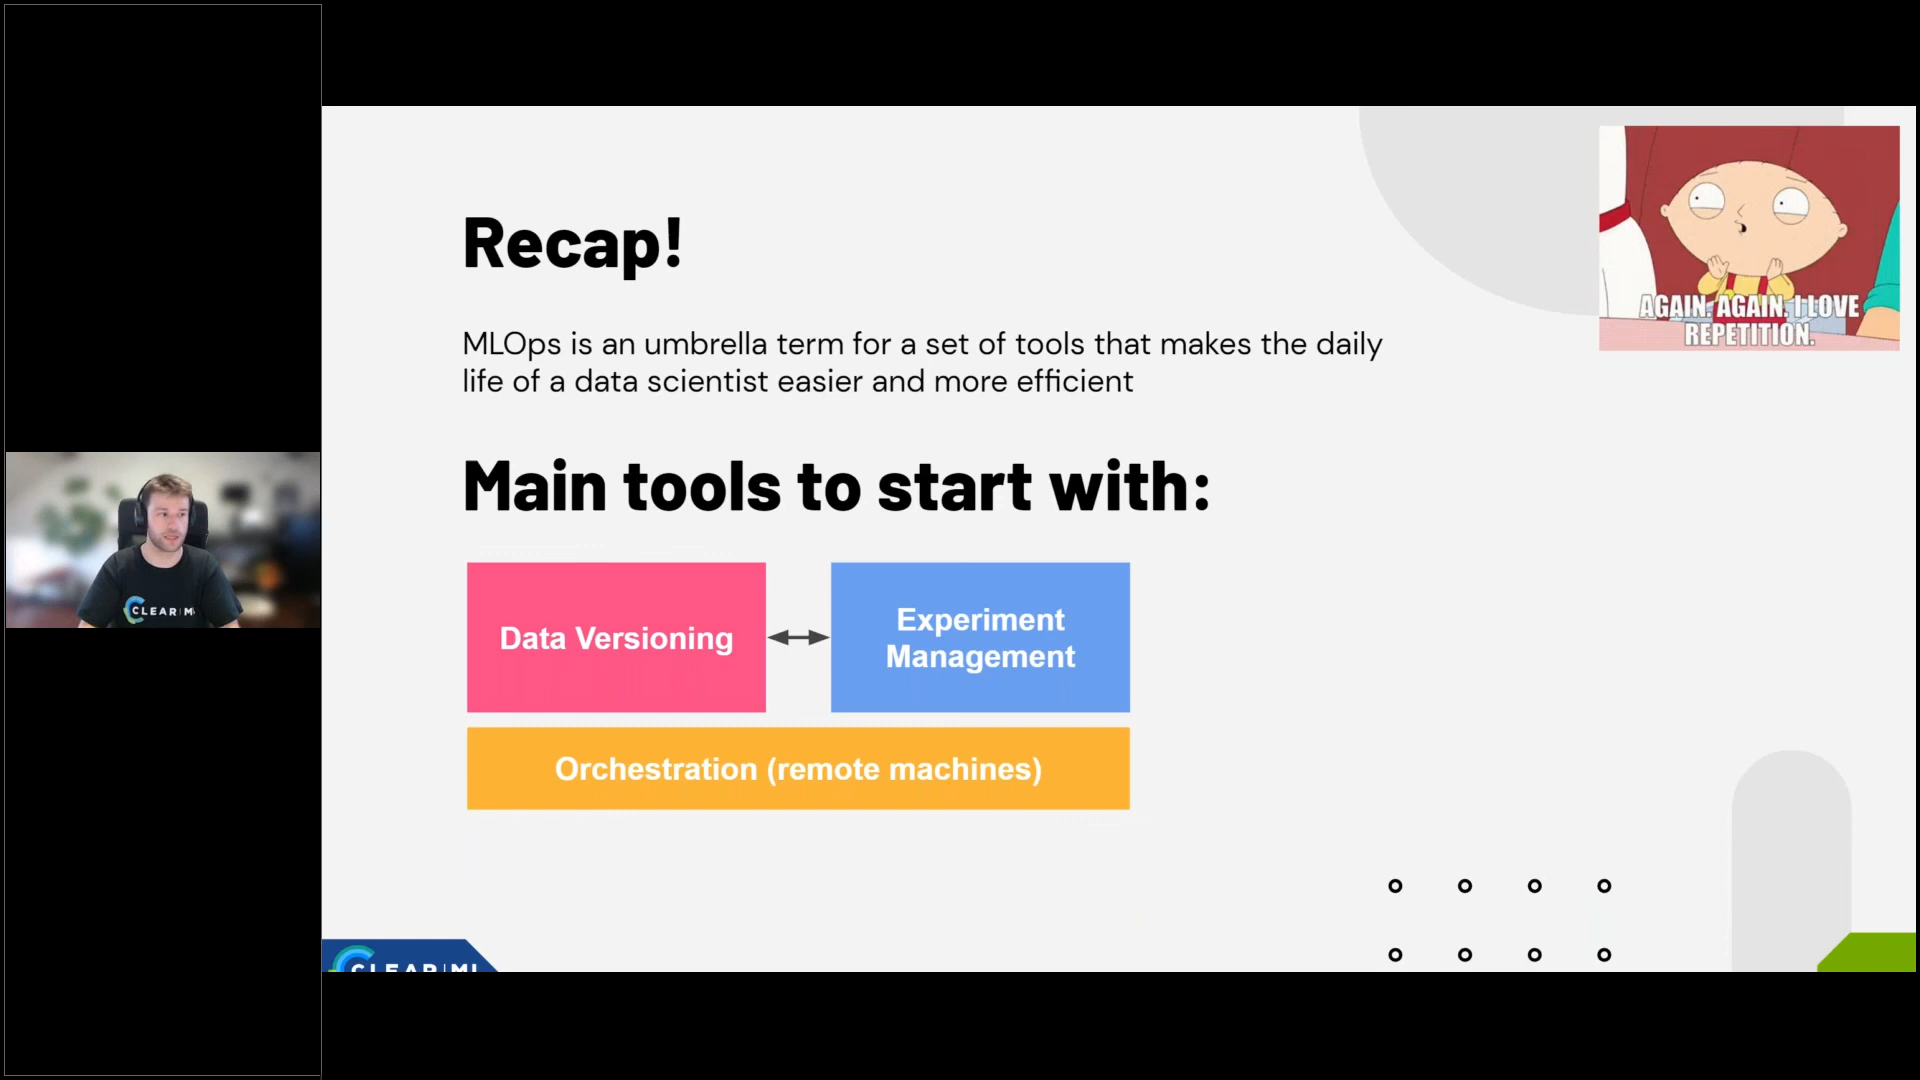 Recap!
AGAIN. AGAIN. I LOVE
REPETITION.
MLOps is an umbrella term for a set of tools that makes the daily
life of a data scientist easier and more efficient
Main tools to start with:
Data Versioning
Experiment
Management
Orchestration (remote machines)
CLEAR|M
CLEAR|ML